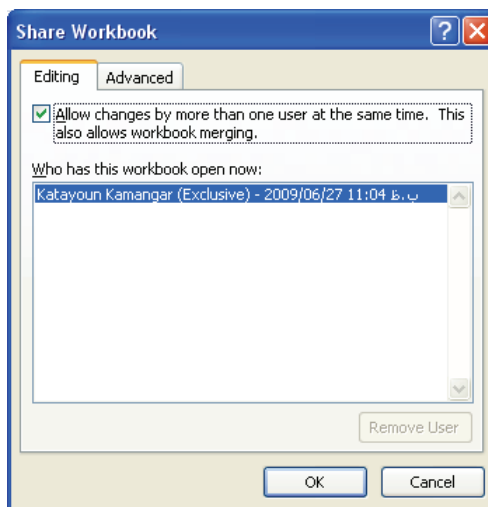 Share Workbook
Editing
Advanced
Allow changes by more than one user at the same time. This
also allows workbook merging.
Who has this workbook open now:
Katayoun Kamangar (Exclusive) - 2009/06/27 11:04 ب.ظ
Remove User
OK
Cancel